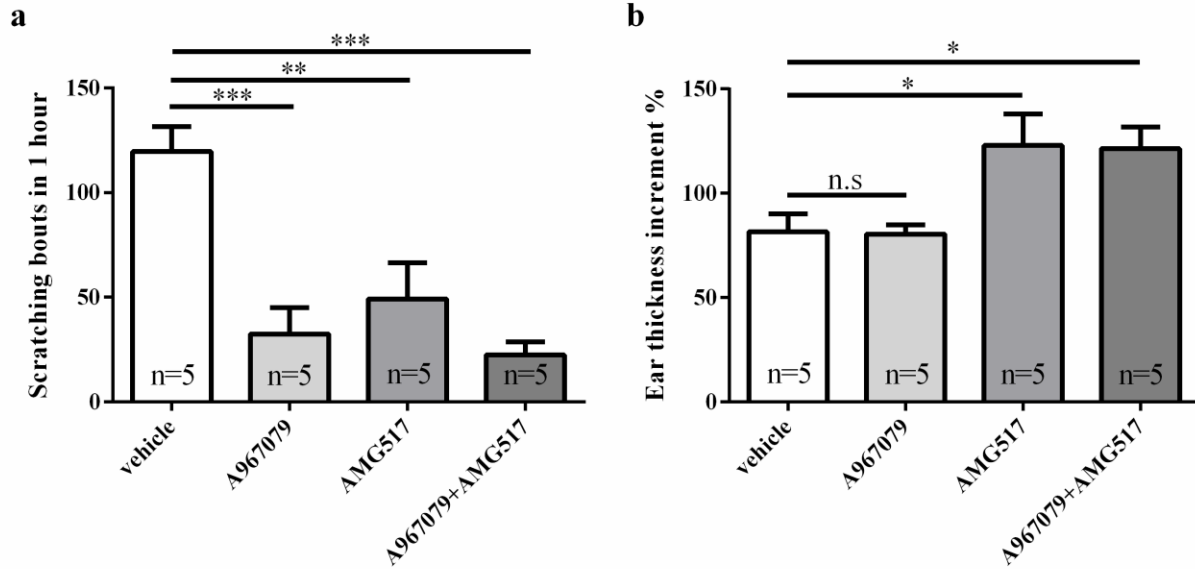 a
***
**
***
Scratching bouts in 1 hour
150
100
50
0
n=5
n=5
n=5
n=5
vehicle
A967079
AMG517
A967079+AMG517
b
*
*
n.s
Ear thickness increment %
150
100
50
0
n=5
n=5
n=5
n=5
vehicle
A967079
AMG517
A967079+AMG517